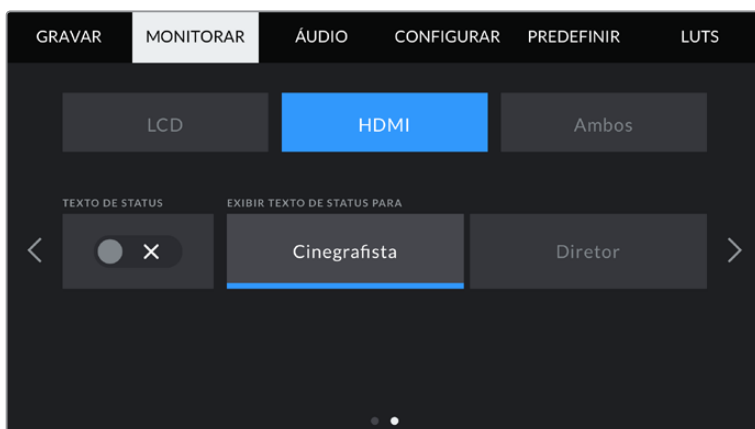 GRAVAR MONITORAR ÁUDIO CONFIGURAR PREDEFINIR LUTS
LCD HDMI Ambos
TEXTO DE STATUS EXIBIR TEXTO DE STATUS PARA
Cinegrafista Diretor